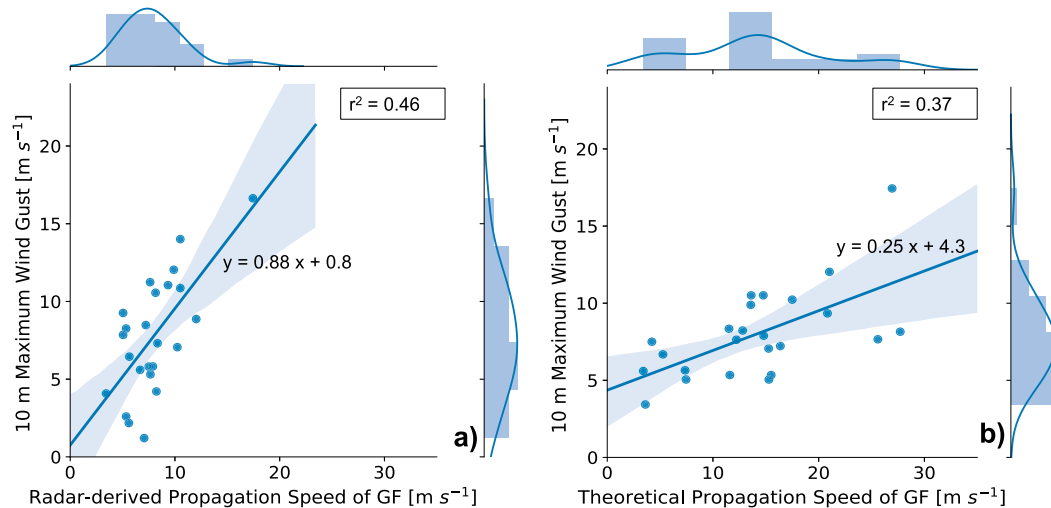 r² = 0.46
y = 0.88 x + 0.8
10 m Maximum Wind Gust [m s⁻¹]
20
15
10
5
0
0 10 20 30
Radar-derived Propagation Speed of GF [m s⁻¹]
a)
r² = 0.37
y = 0.25 x + 4.3
10 m Maximum Wind Gust [m s⁻¹]
20
15
10
5
0
0 10 20 30
Theoretical Propagation Speed of GF [m s⁻¹]
b)